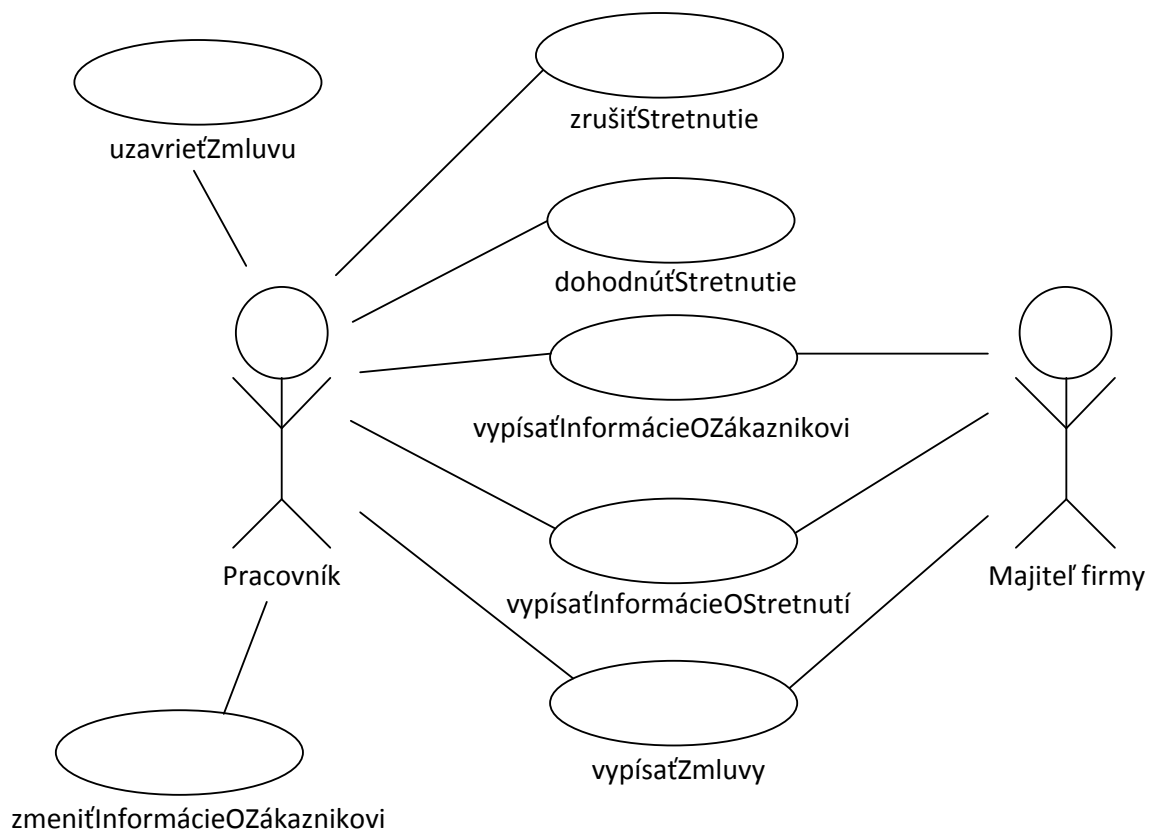 zrušiťStretnutie
uzavrieťZmluvu
dohodnúťStretnutie
vypísaťInformácieOZákaznikovi
Pracovník
Majiteľ firmy
vypísaťInformácieOStretnutí
vypísaťZmluvy
zmeniťInformácieOZákaznikovi